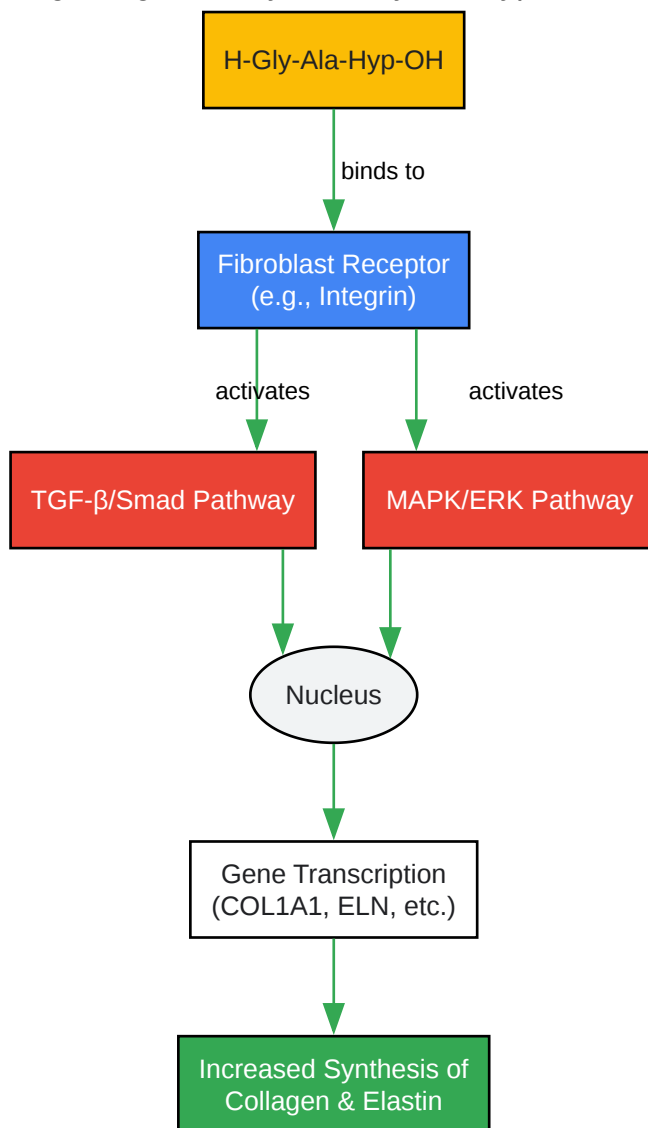 H-Gly-Ala-Hyp-OH
binds to
Fibroblast Receptor
(e.g., Integrin)
activates
activates
TGF-β/Smad Pathway
MAPK/ERK Pathway
Nucleus
Gene Transcription
(COL1A1, ELN, etc.)
Increased Synthesis of
Collagen & Elastin